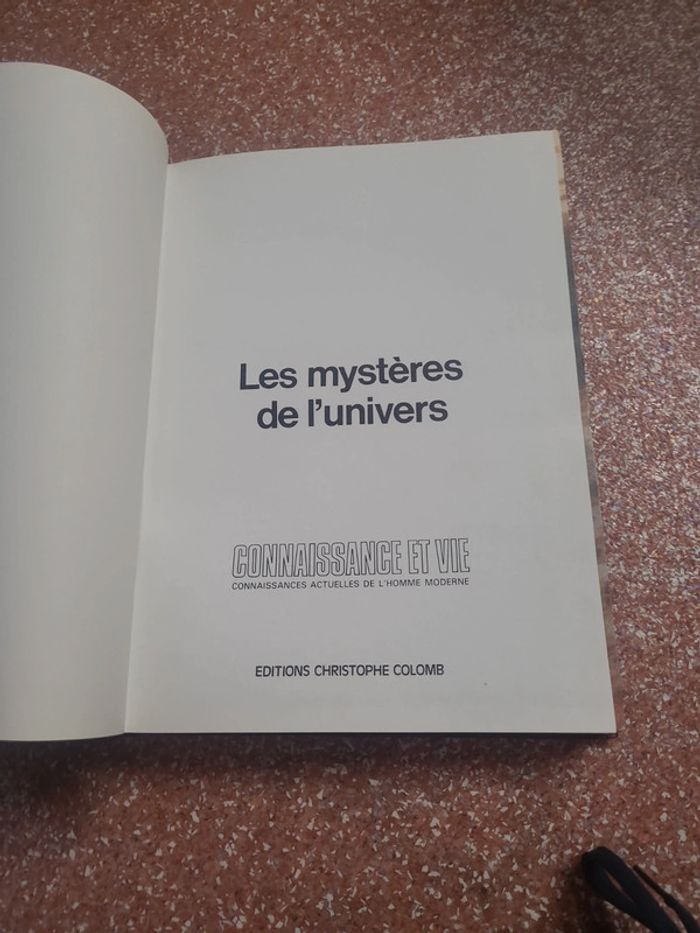 Les mystères
de l'univers
CONNAISSANCE ET VIE
CONNAISSANCES ACTUELLES DE L'HOMME MODERNE
EDITIONS CHRISTOPHE COLOMB